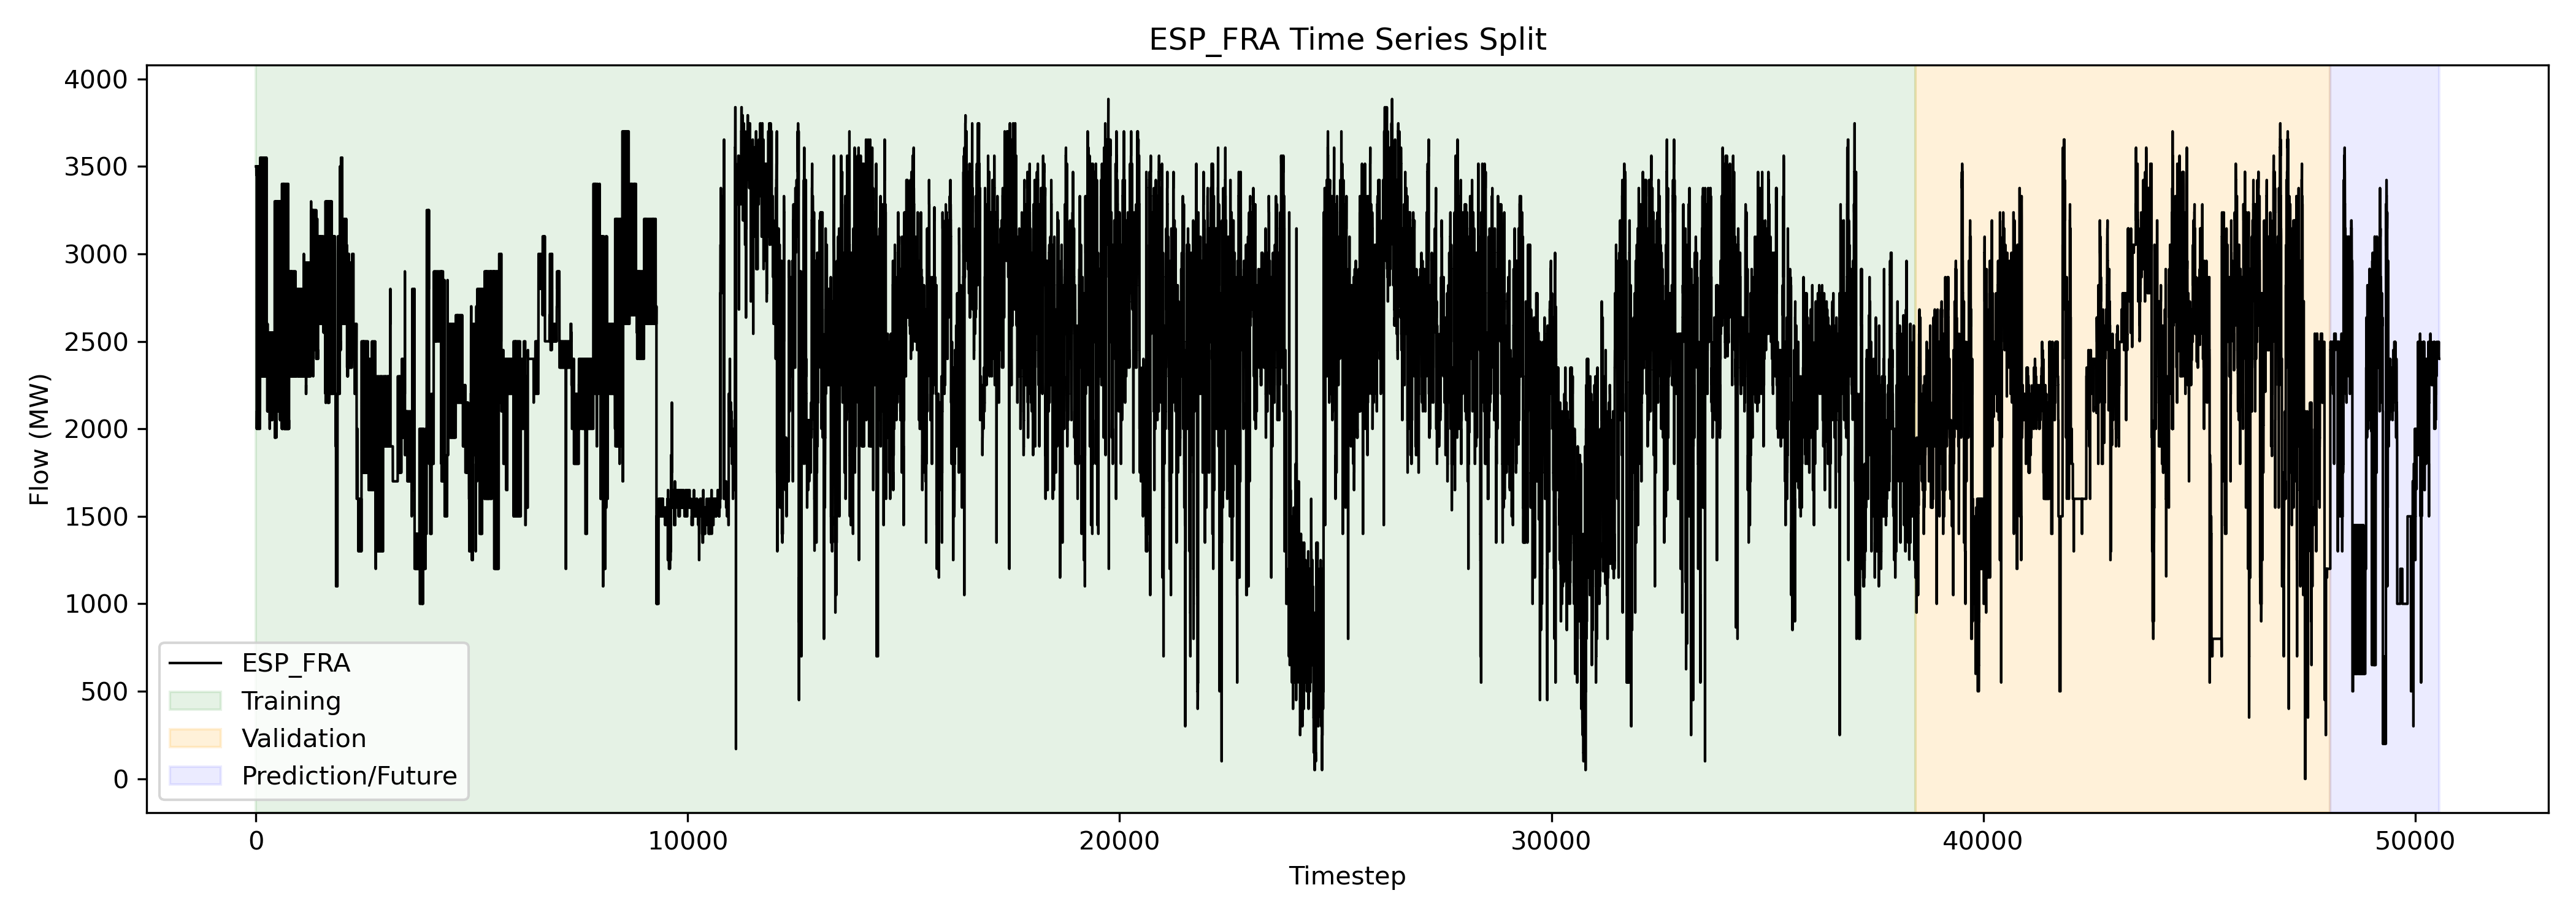 ESP_FRA Time Series Split
Flow (MW)
4000
3500
3000
2500
2000
1500
1000
500
0
ESP_FRA
Training
Validation
Prediction/Future
0
10000
20000
30000
40000
50000
Timestep